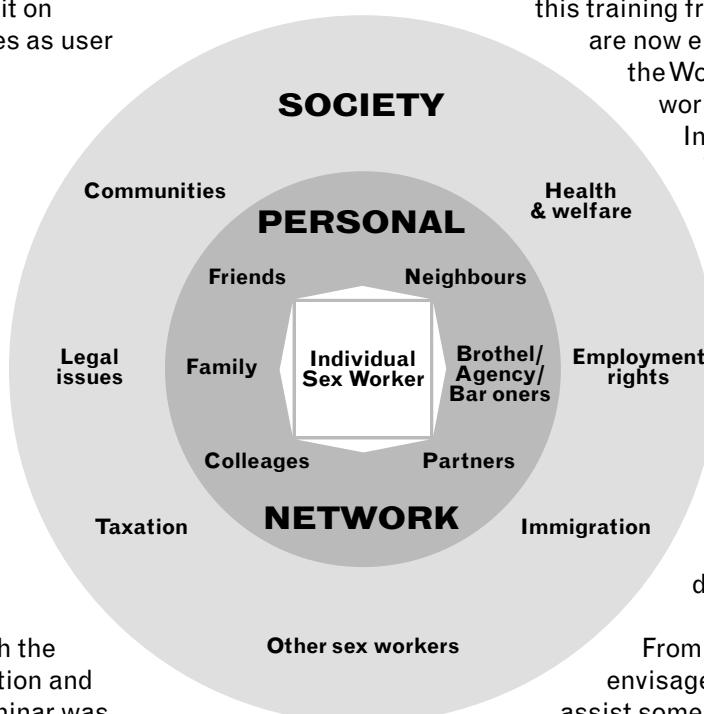 it on
es as user
this training fr
are now e
the Wo
wor
In
SOCIETY
Communities
Health
& welfare
PERSONAL
Friends
Neighbours
Legal
issues
Family
Individual
Sex Worker
Brothel/
Agency/
Bar oners
Employment
rights
Colleages
Partners
Taxation
NETWORK
Immigration
Other sex workers
h the
tion and
ninar was
d
From
envisage
assist some